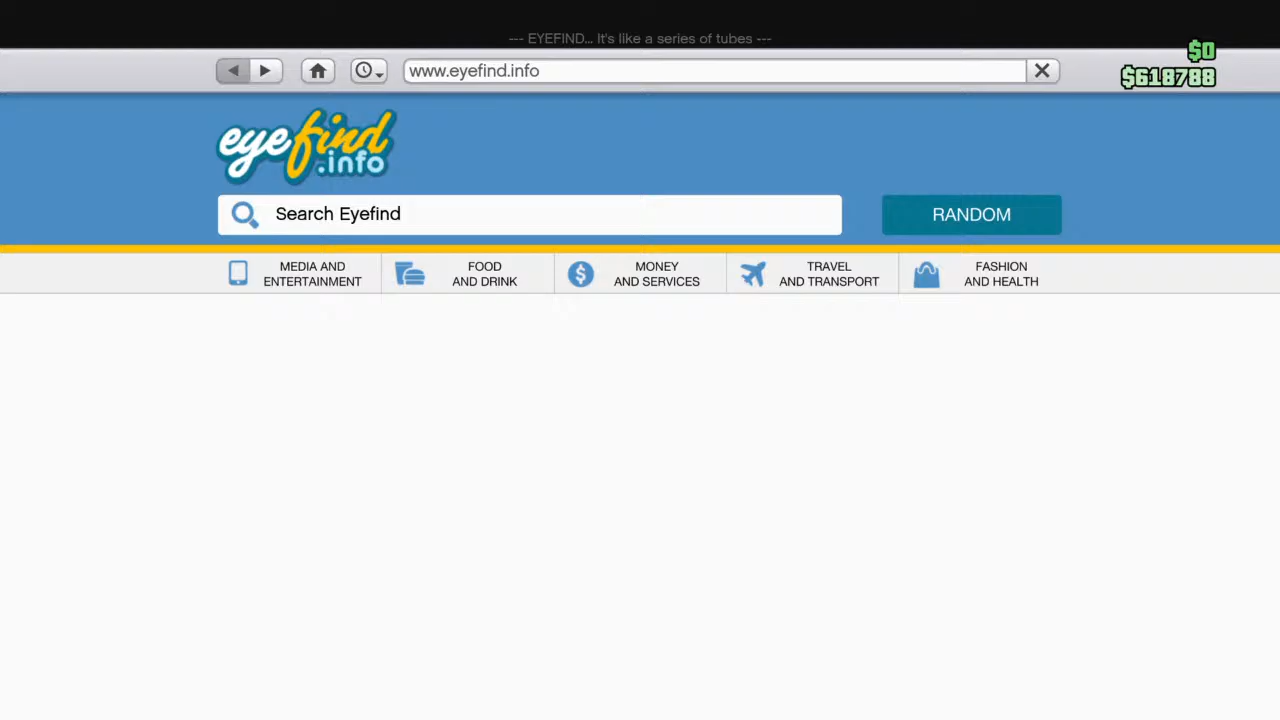 --- EYEFIND... It's like a series of tubes ---
$0
www.eyefind.info
$618788
eyefind
.info
Search Eyefind
RANDOM
MEDIA AND
ENTERTAINMENT
FOOD
AND DRINK
MONEY
AND SERVICES
TRAVEL
AND TRANSPORT
FASHION
AND HEALTH